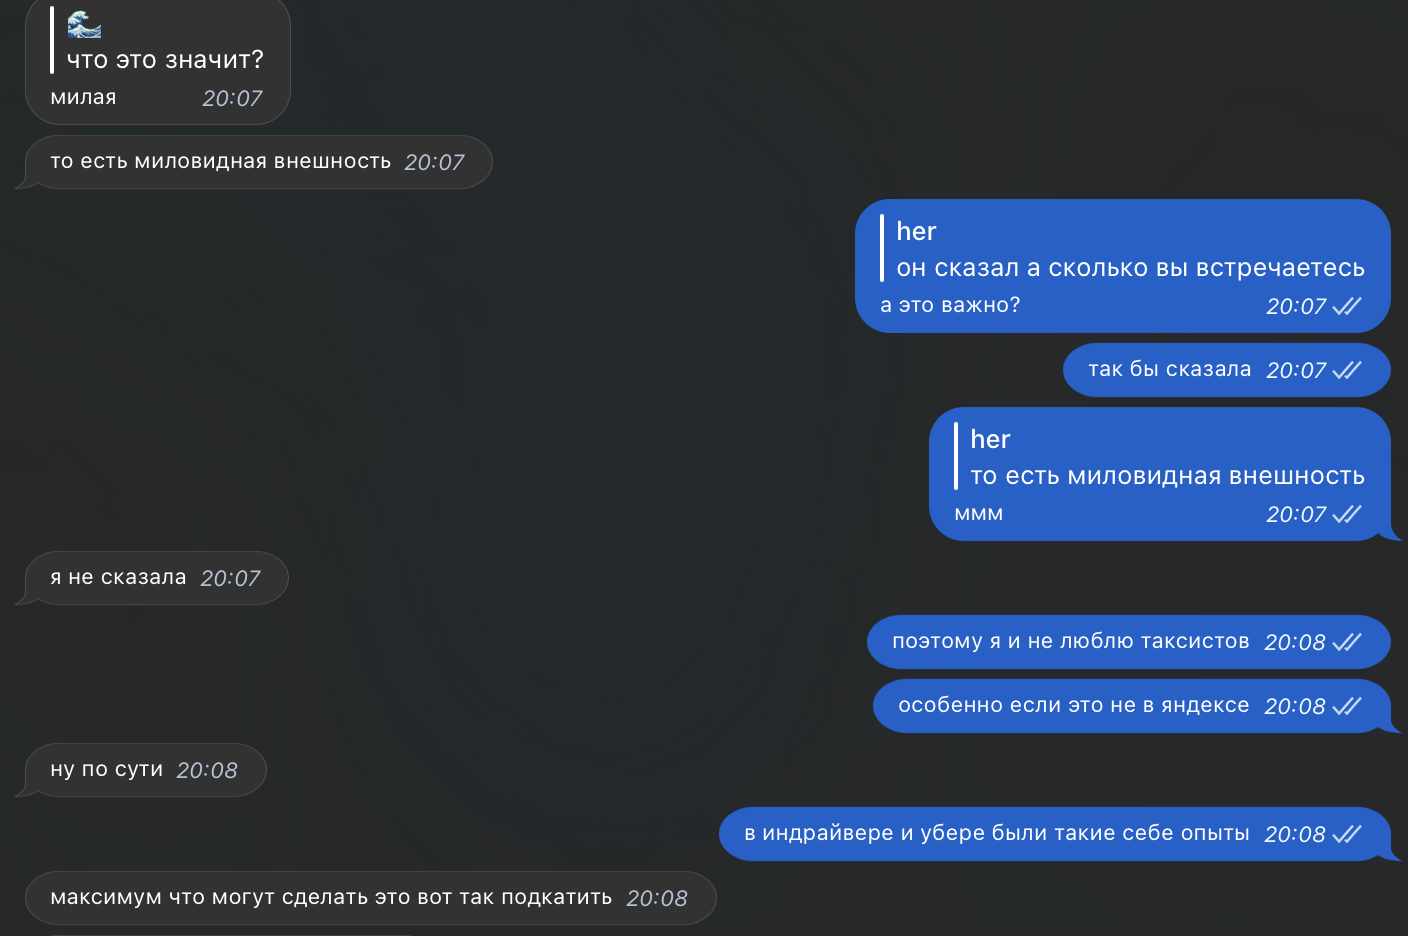 🌊
что это значит?
милая 20:07
то есть миловидная внешность 20:07
her
он сказал а сколько вы встречаетесь
а это важно? 20:07
так бы сказала 20:07
her
то есть миловидная внешность
ммм 20:07
я не сказала 20:07
поэтому я и не люблю таксистов 20:08
особенно если это не в яндексе 20:08
ну по сути 20:08
в индрайвере и убере были такие себе опыты 20:08
максимум что могут сделать это вот так подкатить 20:08